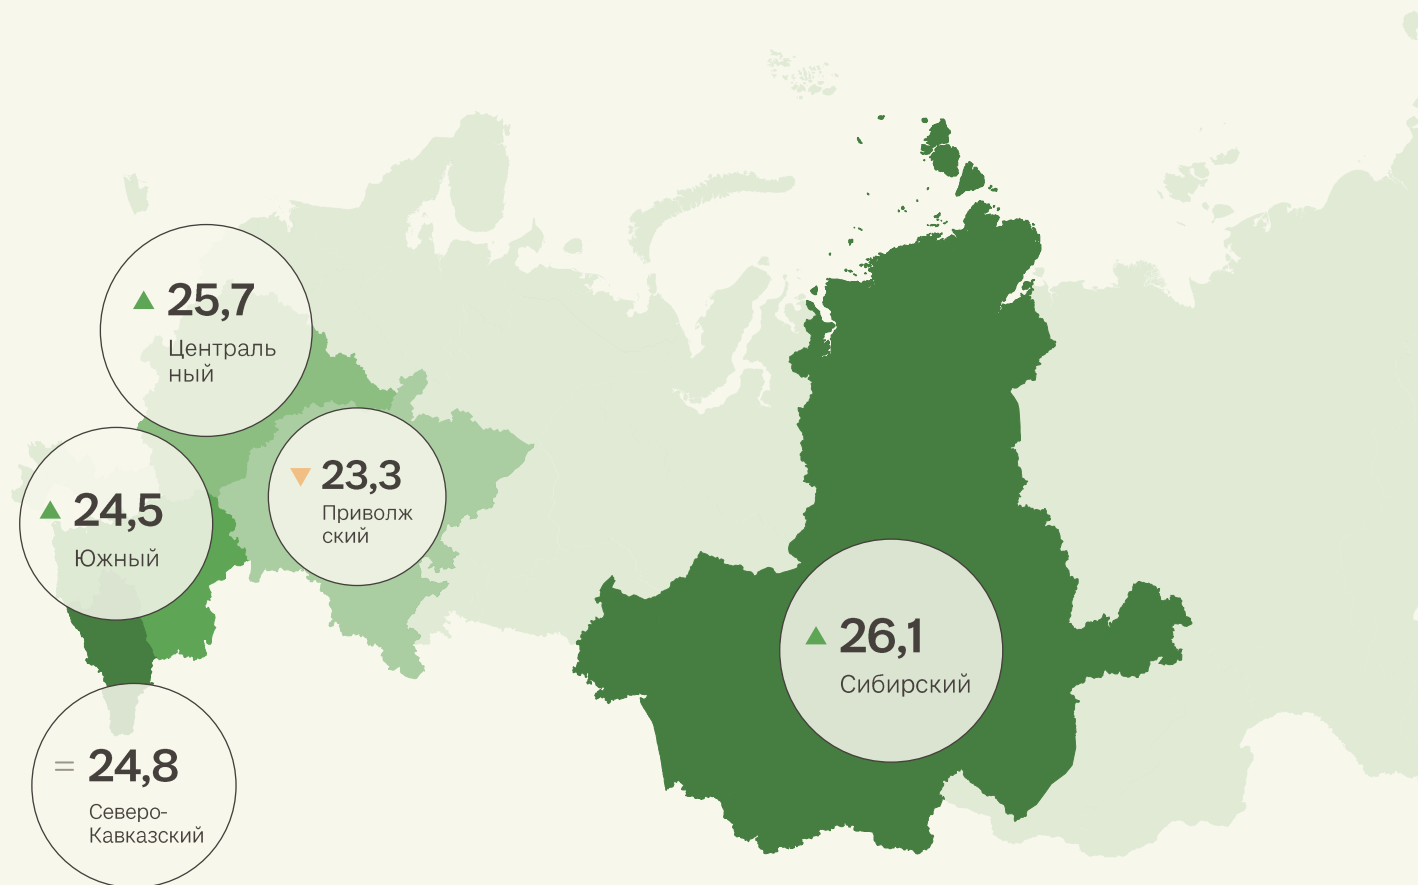 25,7
Централь
ный
24,5
Южный
23,3
Приволж
ский
26,1
Сибирский
= 24,8
Северо-
Кавказский